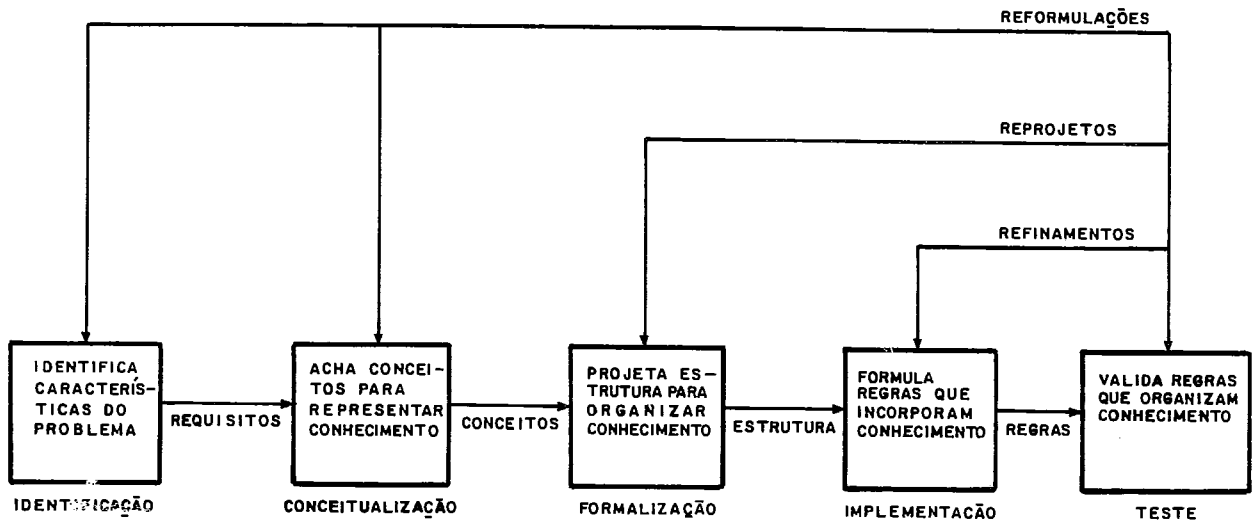 REFORMULAÇÕES
REPROJETOS
REFINAMENTOS
IDENTIFICA
CARACTERÍS-
TICAS DO
PROBLEMA
REQUISITOS
ACHA CONCEI-
TOS PARA
REPRESENTAR
CONHECIMENTO
CONCEITOS
PROJETA ES-
TRUTURA PARA
ORGANIZAR
CONHECIMENTO
ESTRUTURA
FORMULA
REGRAS QUE
INCORPORAM
CONHECIMENTO
REGRAS
VALIDA REGRAS
QUE ORGANIZAM
CONHECIMENTO
IDENTIFICAÇÃO
CONCEITUALIZAÇÃO
FORMALIZAÇÃO
IMPLEMENTAÇÃO
TESTE